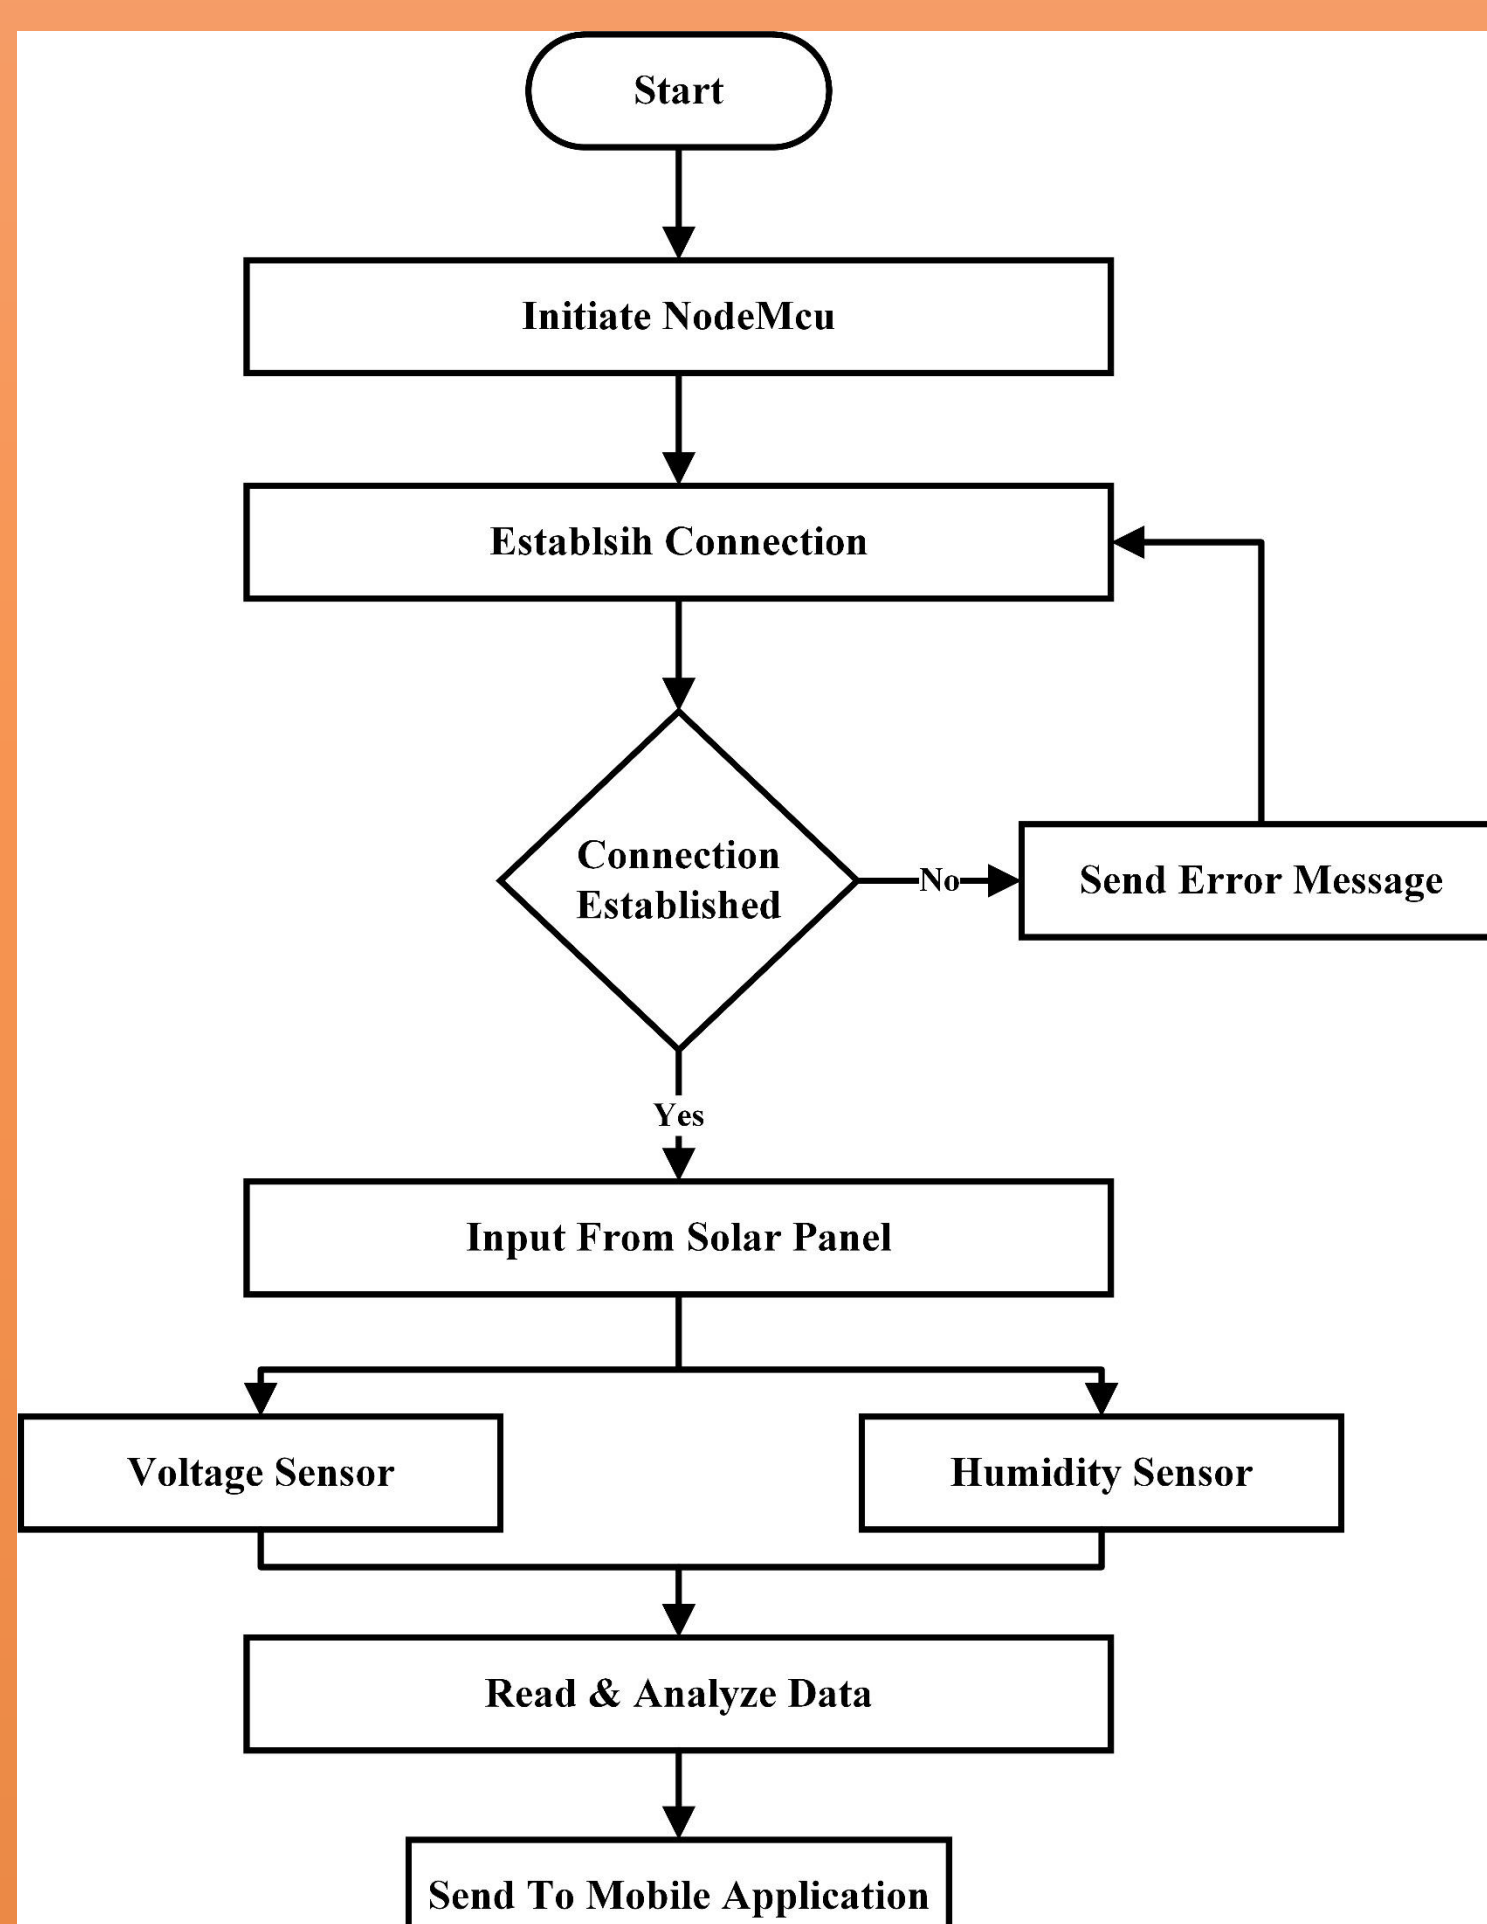 Start
Initiate NodeMcu
Establsih Connection
Connection
Established
No
Send Error Message
Yes
Input From Solar Panel
Voltage Sensor
Humidity Sensor
Read & Analyze Data
Send To Mobile Application